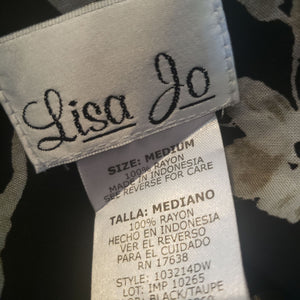 Lisa Jo
SIZE: MEDIUM
100% RAYON
MADE IN INDONESIA
SEE REVERSE FOR CARE
TALLA: MEDIANO
100% RAYON
HECHO EN INDONESIA
VER EL REVERSO
PARA EL CUIDADO
RN 17638
STYLE: 103214DW
LOT: IMP 10265
BLACK/TAUPE